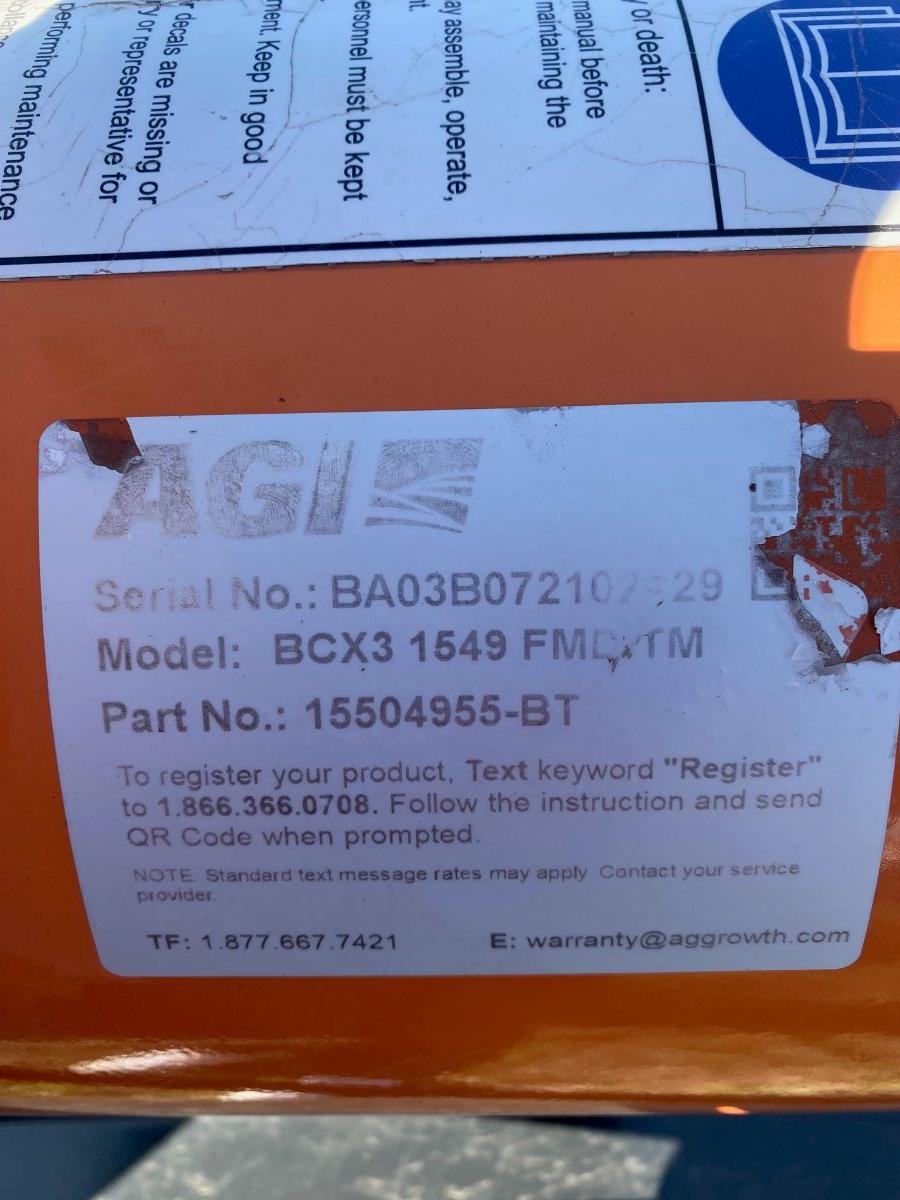 y or death:
manual before
maintaining the
ay assemble, operate,
nt.
ersonnel must be kept
ment. Keep in good
r decals are missing or
or representative for
performing maintenance
AGI
Serial No.:
Model: BCX3 1549
Part No.: 15504955-BT
To register your product, Text keyword "Register"
to 1.866.366.0708. Follow the instruction and send
QR Code when prompted.
NOTE. Standard text message rates may apply. Contact your service
provider.
TF: 1.877.667.7421
E: warranty@aggrowth.com